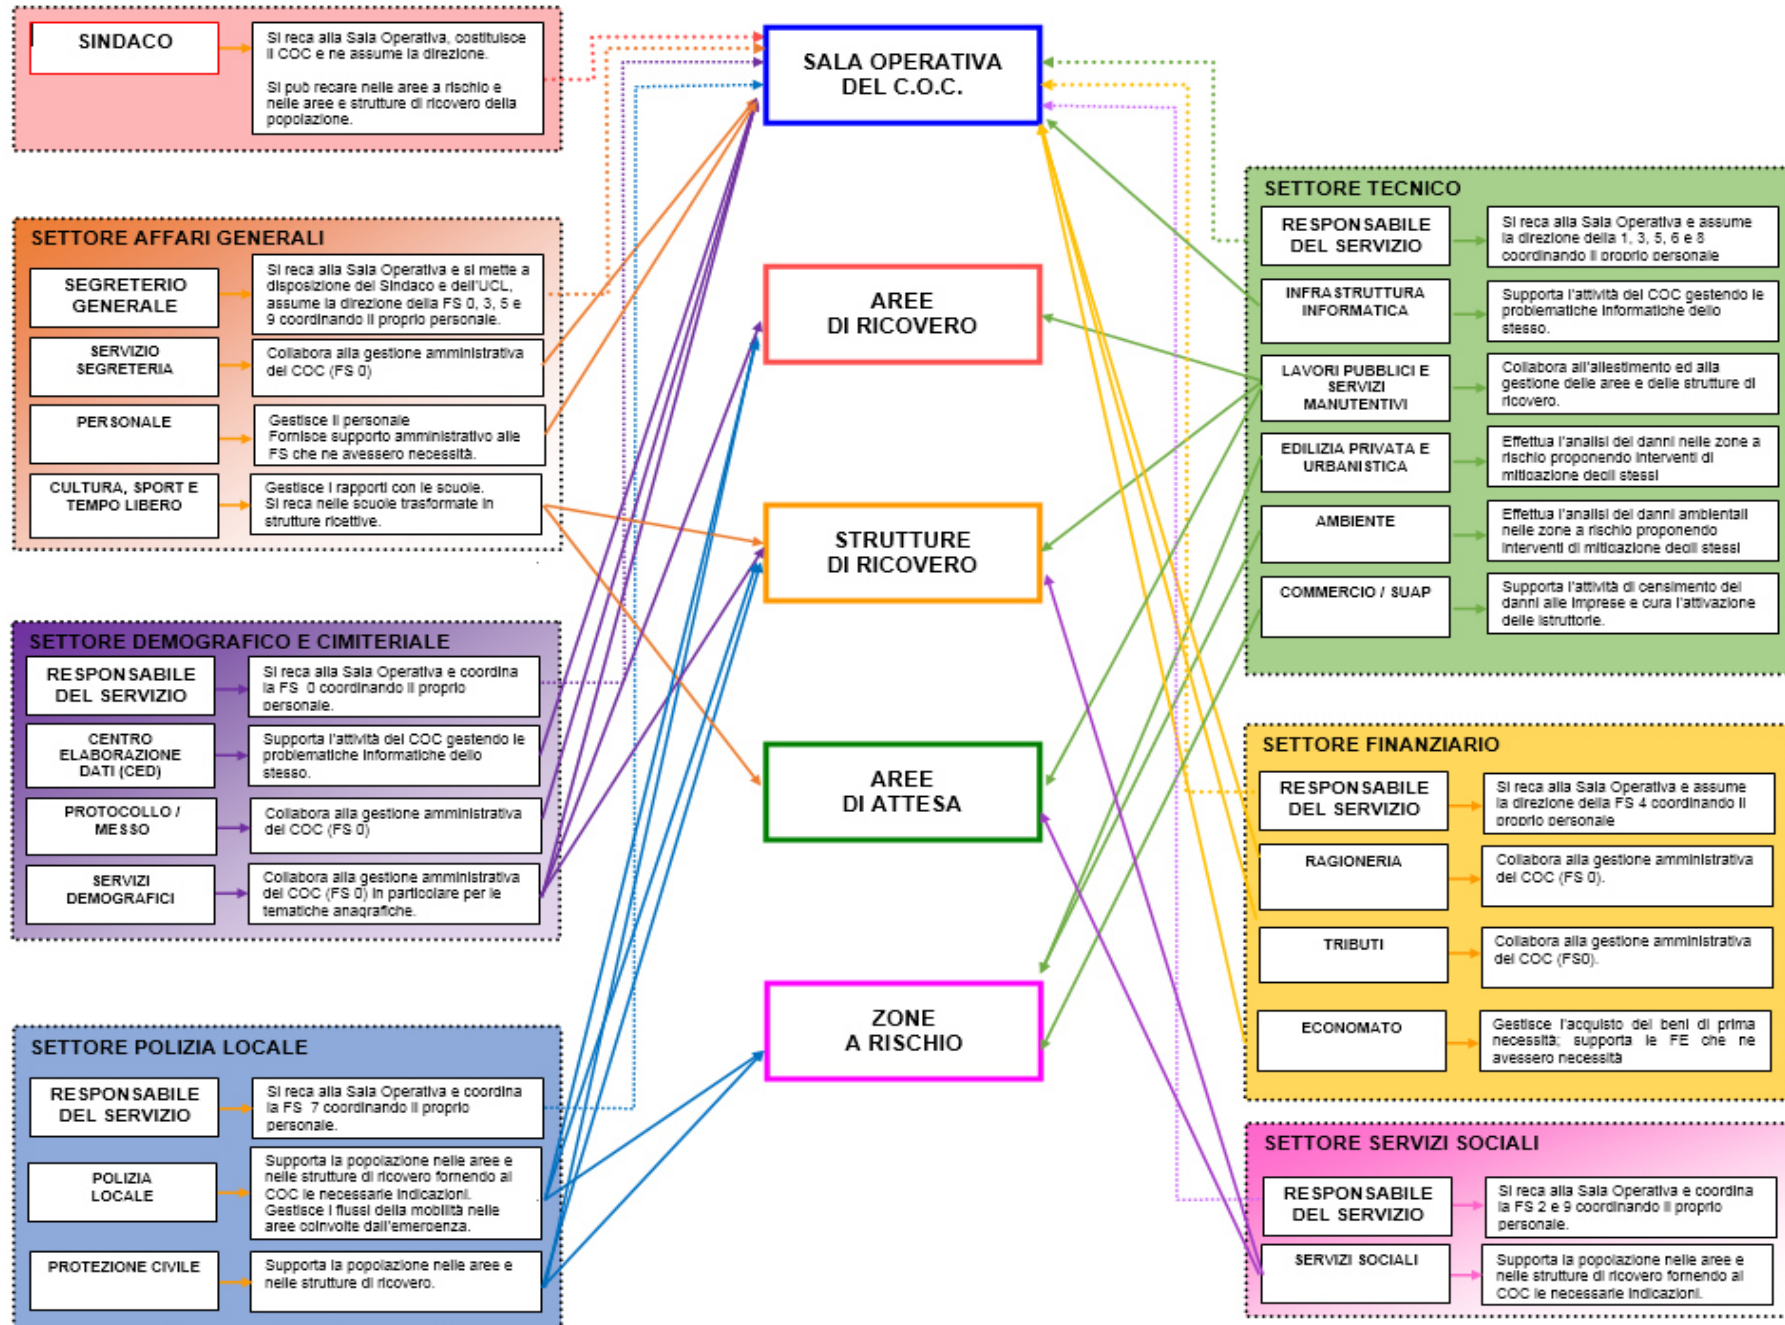 SINDACO
Si reca alla Sala Operativa, costituisce
il COC e ne assume la direzione.
Si può recare nelle aree a rischio e
nelle aree e strutture di ricovero della
popolazione.
SETTORE AFFARI GENERALI
SEGRETERIO
GENERALE
Si reca alla Sala Operativa e si mette a
disposizione del Sindaco e dell'UCL,
assume la direzione della FS 0, 3, 5 e
9 coordinando il proprio personale.
SERVIZIO
SEGRETERIA
Collabora alla gestione amministrativa
del COC (FS 0)
PERSONALE
Gestisce il personale
Fornisce supporto amministrativo alle
FS che ne avessero necessità.
CULTURA, SPORT E
TEMPO LIBERO
Gestisce i rapporti con le scuole.
Si reca nelle scuole trasformate in
strutture ricettive.
SETTORE DEMOGRAFICO E CIMITERIALE
RESPONSABILE
DEL SERVIZIO
Si reca alla Sala Operativa e coordina
la FS 0 coordinando il proprio
personale.
CENTRO
ELABORAZIONE
DATI (CED)
Supporta l'attività del COC gestendo le
problematiche informatiche dello
stesso.
PROTOCOLLO /
MESSO
Collabora alla gestione amministrativa
del COC (FS 0)
SERVIZI
DEMOGRAFICI
Collabora alla gestione amministrativa
del COC (FS 0) in particolare per le
tematiche anagrafiche.
SETTORE POLIZIA LOCALE
RESPONSABILE
DEL SERVIZIO
Si reca alla Sala Operativa e coordina
la FS 7 coordinando il proprio
personale.
POLIZIA
LOCALE
Supporta la popolazione nelle aree e
nelle strutture di ricovero fornendo al
COC le necessarie indicazioni.
Gestisce i flussi della mobilità nelle
aree coinvolte dall'emergenza.
PROTEZIONE CIVILE
Supporta la popolazione nelle aree e
nelle strutture di ricovero.
SALA OPERATIVA
DEL C.O.C.
AREE
DI RICOVERO
STRUTTURE
DI RICOVERO
AREE
DI ATTESA
ZONE
A RISCHIO
SETTORE TECNICO
RESPONSABILE
DEL SERVIZIO
Si reca alla Sala Operativa e assume
la direzione della 1, 3, 5, 6 e 8
coordinando il proprio personale
INFRASTRUTTURA
INFORMATICA
Supporta l'attività del COC gestendo le
problematiche informatiche dello
stesso.
LAVORI PUBBLICI E
SERVIZI
MANUTENTIVI
Collabora all'allestimento ed alla
gestione delle aree e delle strutture di
ricovero.
EDILIZIA PRIVATA E
URBANISTICA
Effettua l'analisi dei danni nelle zone a
rischio proponendo interventi di
mitigazione degli stessi
AMBIENTE
Effettua l'analisi dei danni ambientali
nelle zone a rischio proponendo
interventi di mitigazione degli stessi
COMMERCIO / SUAP
Supporta l'attività di censimento dei
danni alle imprese e cura l'attivazione
delle istruttorie.
SETTORE FINANZIARIO
RESPONSABILE
DEL SERVIZIO
Si reca alla Sala Operativa e assume
la direzione della FS 4 coordinando il
proprio personale
RAGIONERIA
Collabora alla gestione amministrativa
del COC (FS 0).
TRIBUTI
Collabora alla gestione amministrativa
del COC (FS0).
ECONOMATO
Gestisce l'acquisto dei beni di prima
necessità; supporta le FE che ne
avessero necessità
SETTORE SERVIZI SOCIALI
RESPONSABILE
DEL SERVIZIO
Si reca alla Sala Operativa e coordina
la FS 2 e 9 coordinando il proprio
personale.
SERVIZI SOCIALI
Supporta la popolazione nelle aree e
nelle strutture di ricovero fornendo al
COC le necessarie indicazioni.